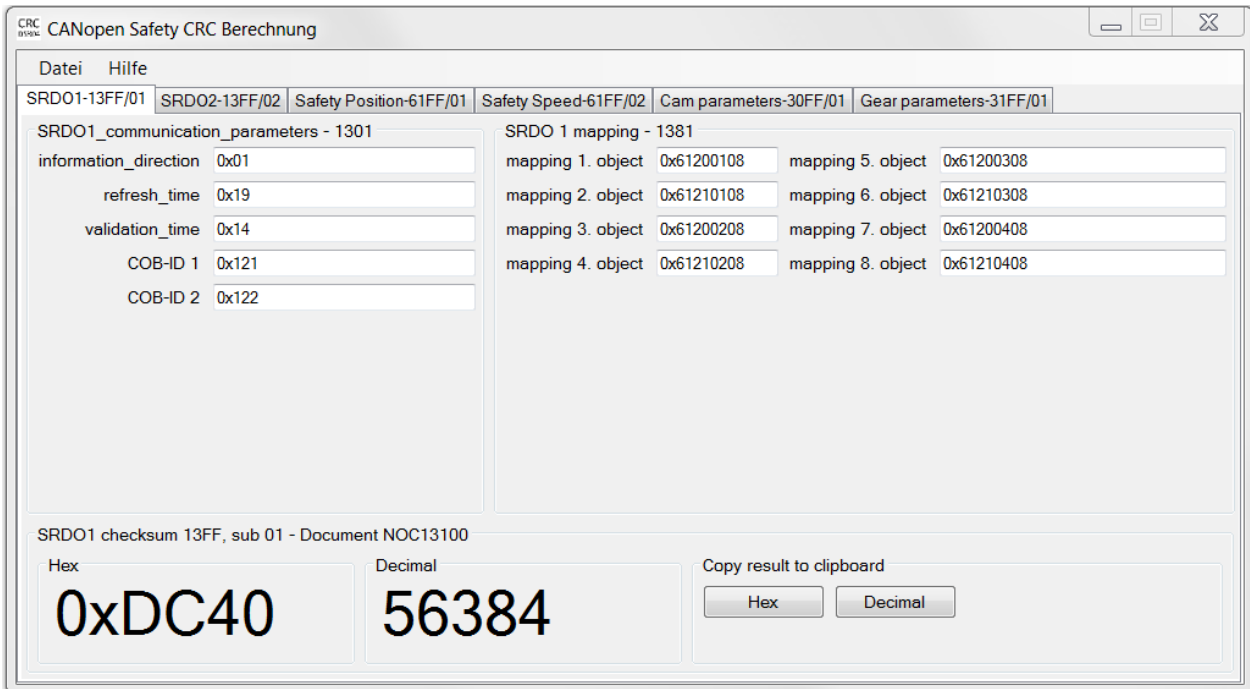 CANopen Safety CRC Berechnung
Datei Hilfe
SRDO1-13FF/01 SRDO2-13FF/02 Safety Position-61FF/01 Safety Speed-61FF/02 Cam parameters-30FF/01 Gear parameters-31FF/01
SRDO1_communication_parameters - 1301
information_direction 0x01
refresh_time 0x19
validation_time 0x14
COB-ID 1 0x121
COB-ID 2 0x122
SRDO 1 mapping - 1381
mapping 1. object 0x61200108 mapping 5. object 0x61200308
mapping 2. object 0x61210108 mapping 6. object 0x61210308
mapping 3. object 0x61200208 mapping 7. object 0x61200408
mapping 4. object 0x61210208 mapping 8. object 0x61210408
SRDO1 checksum 13FF, sub 01 - Document NOC13100
Hex
0xDC40
Decimal
56384
Copy result to clipboard
Hex Decimal